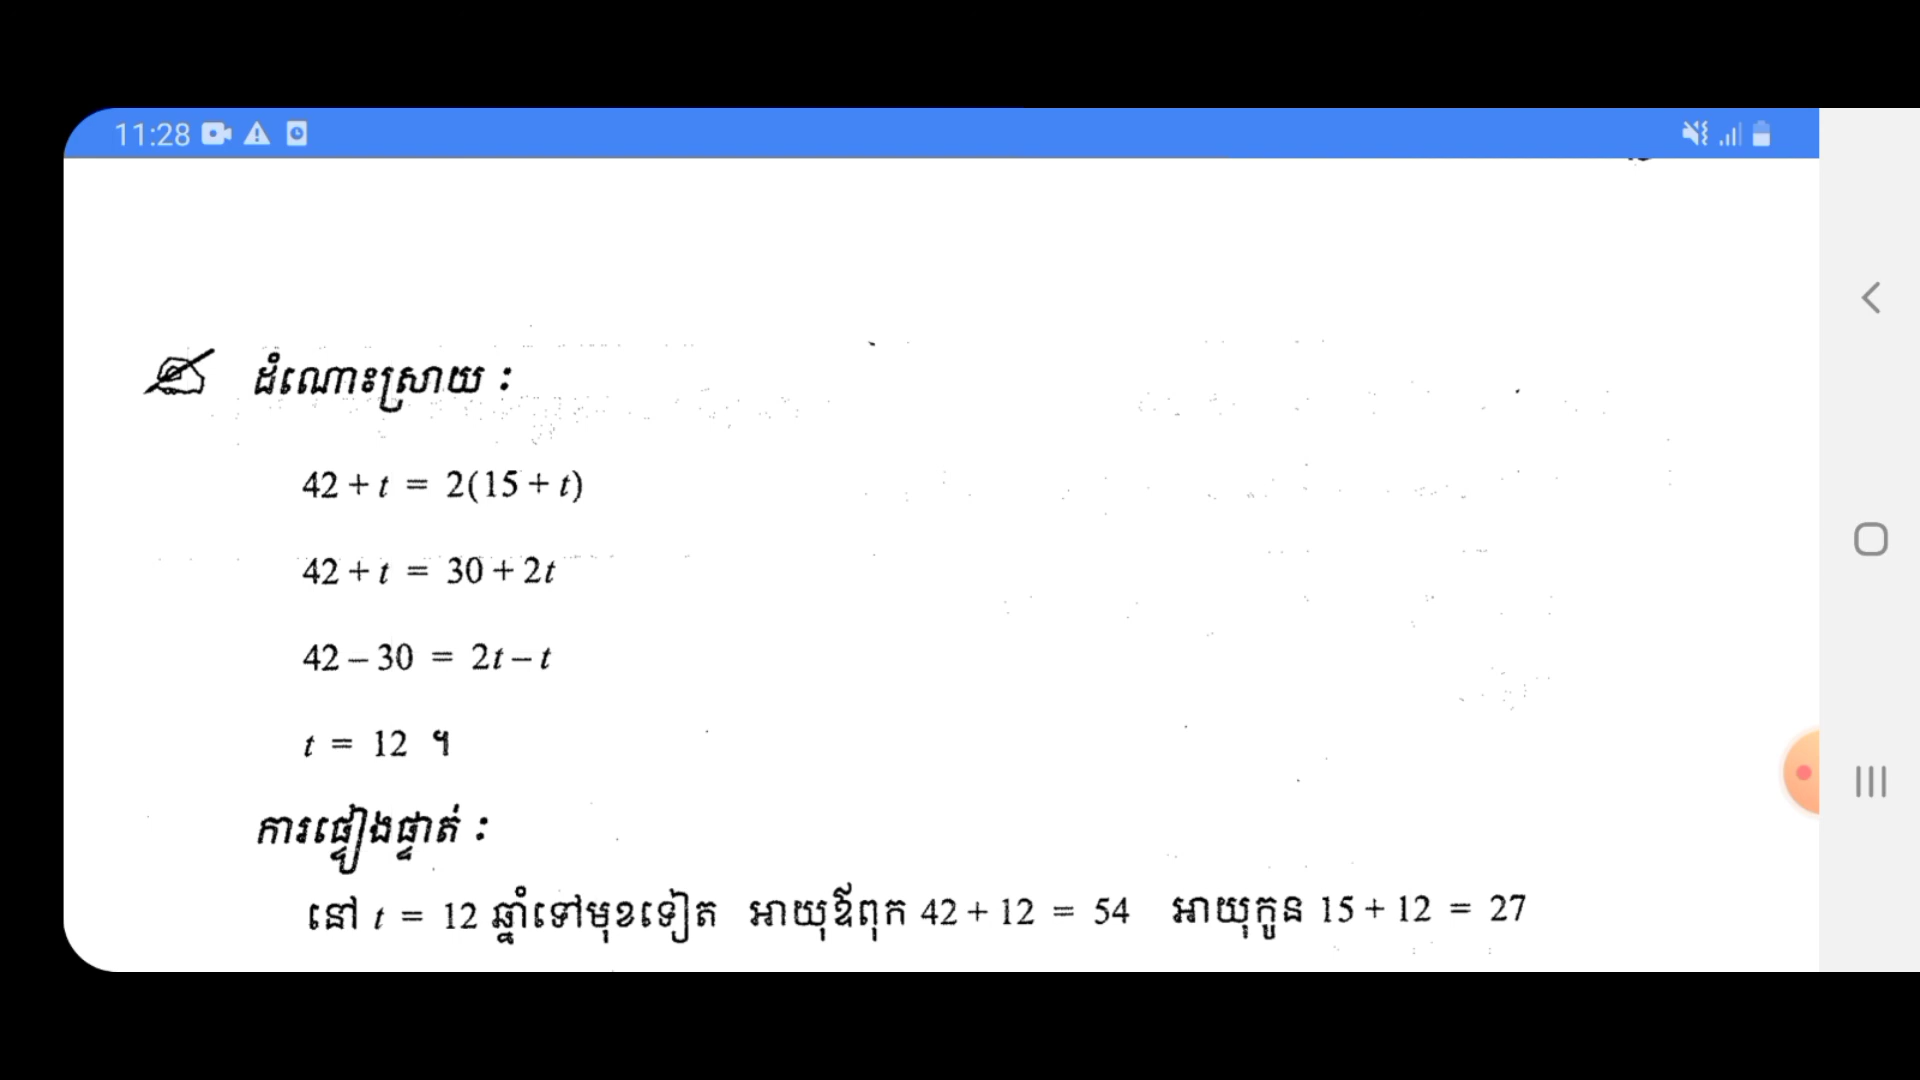 11:28
ដំណោះស្រាយ :
42 + t = 2(15 + t)
42 + t = 30 + 2t
42 – 30 = 2t – t
t = 12 ។
ការផ្ទៀងផ្ទាត់ :
នៅ t = 12 ឆ្នាំទៅមុខទៀត អាយុឪពុក 42 + 12 = 54 អាយុកូន 15 + 12 = 27